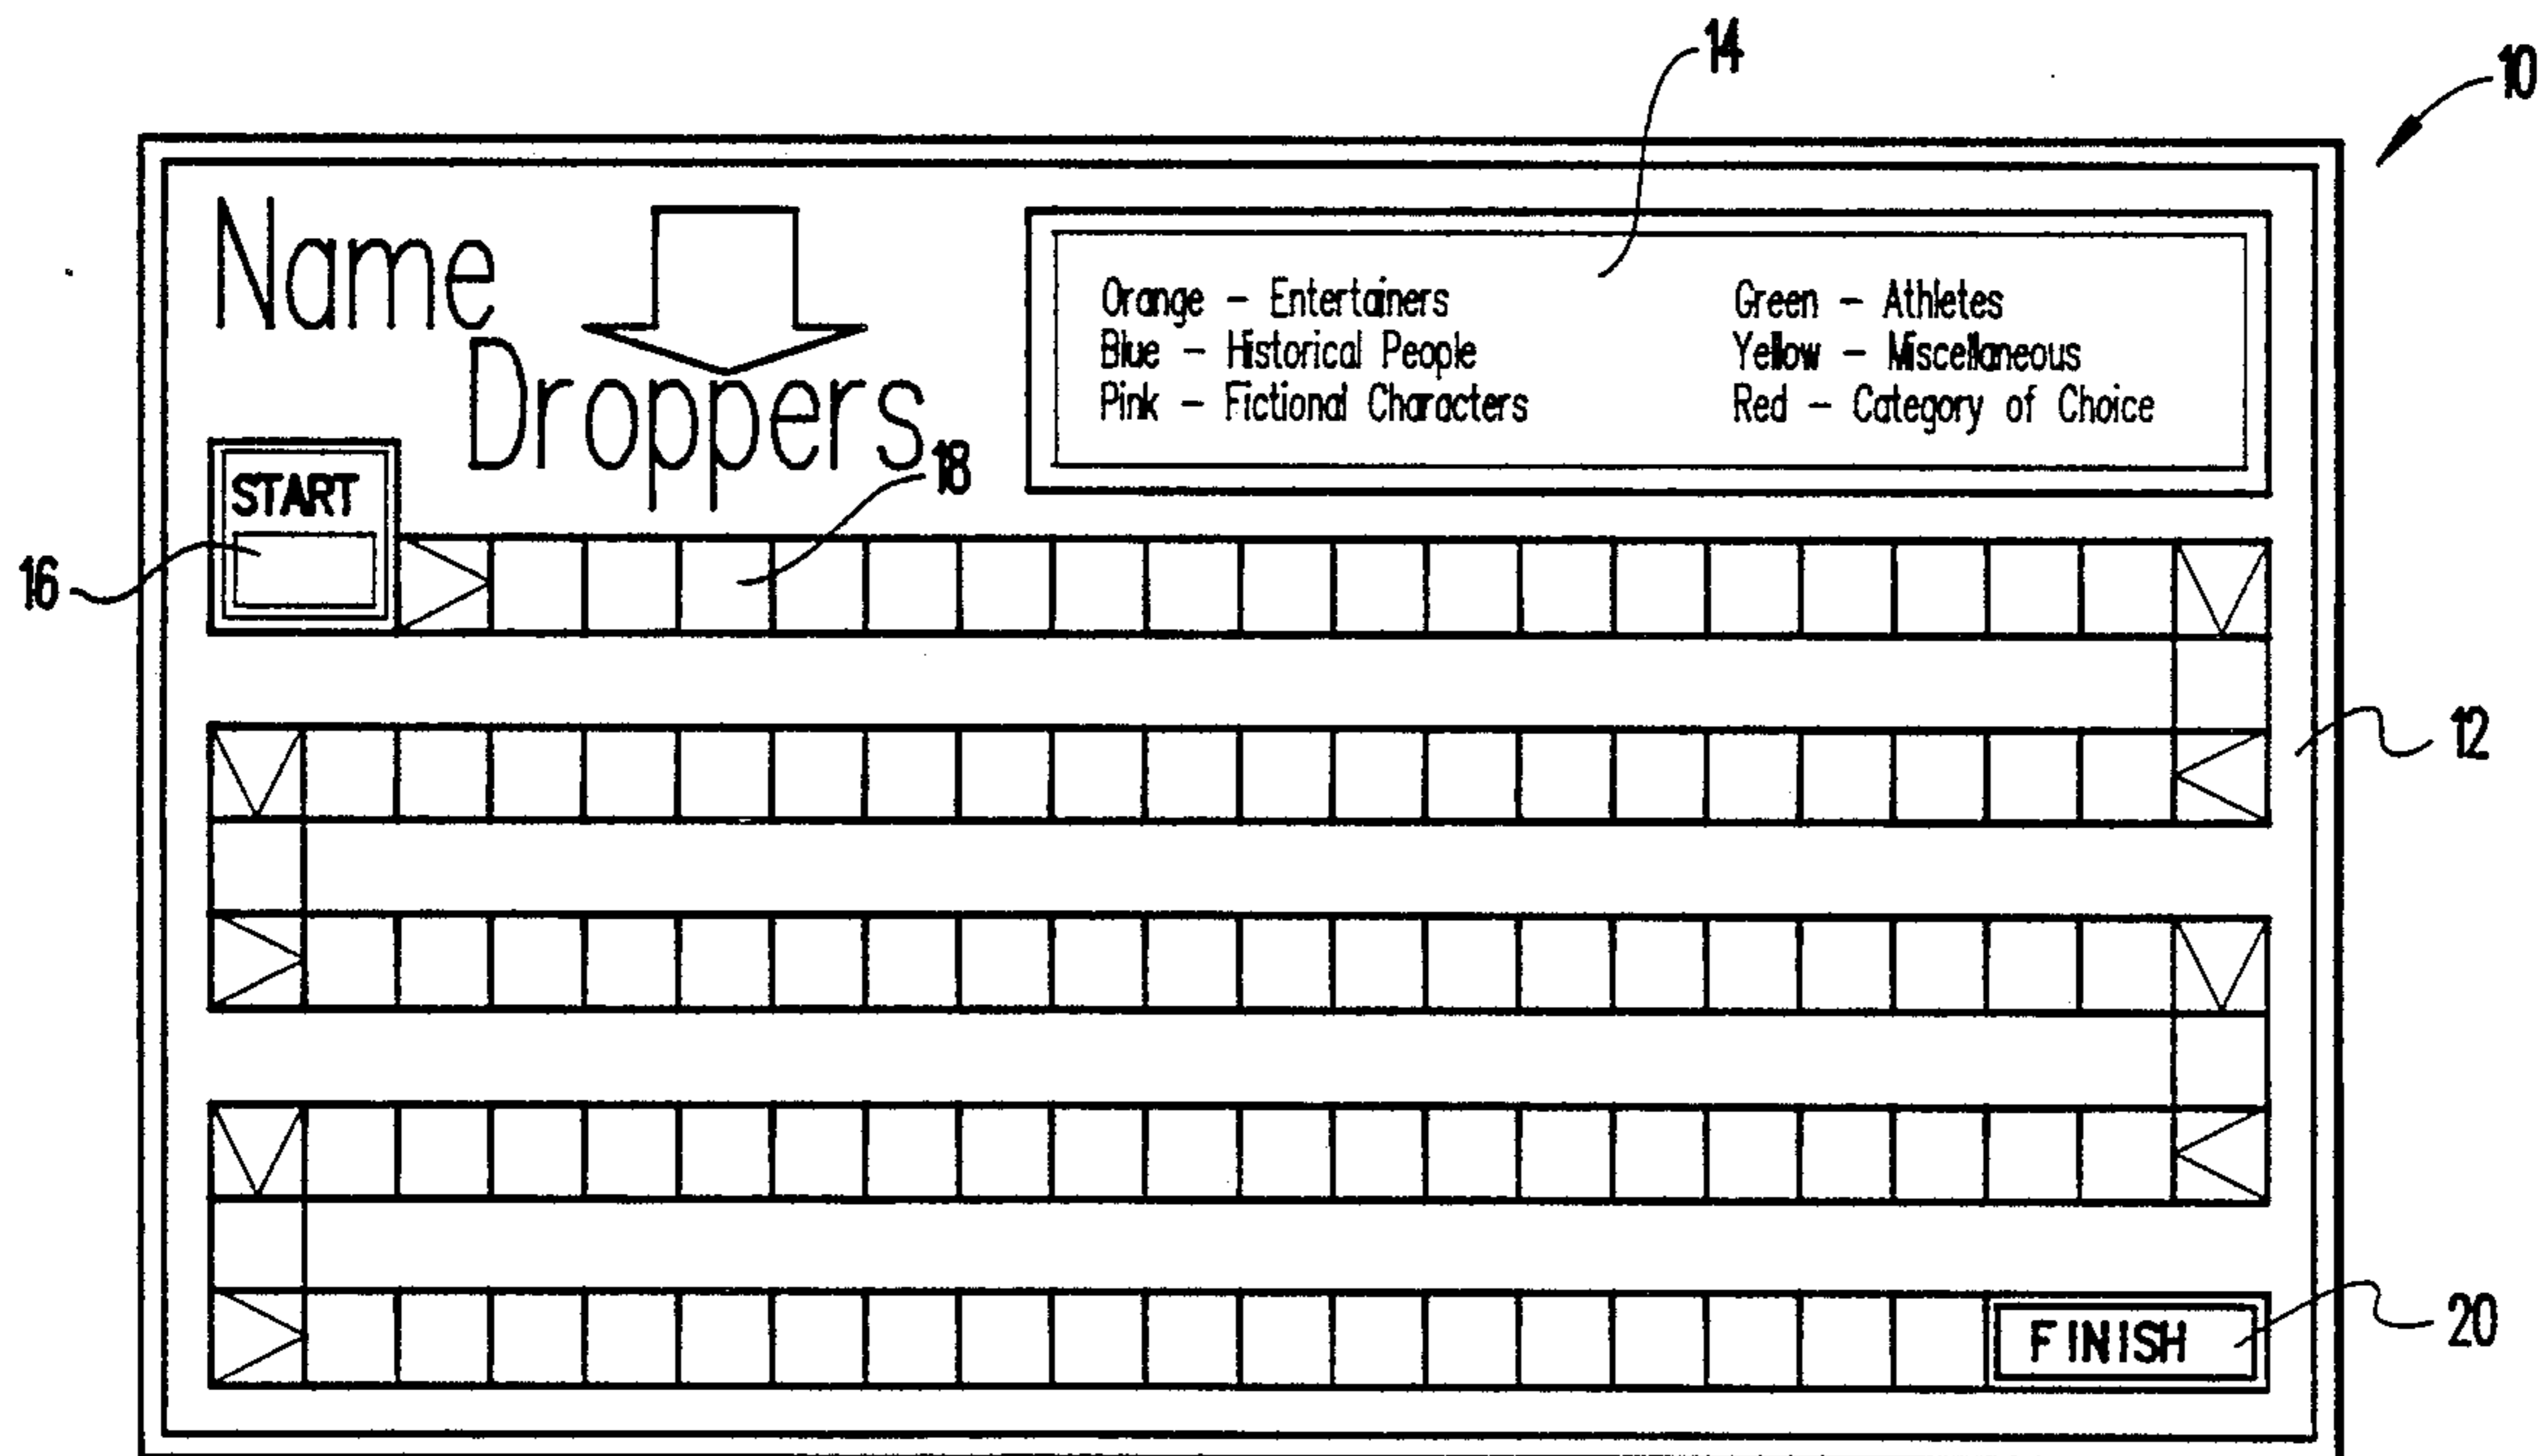 14
10
Name
Droppers
Orange – Entertainers
Blue – Historical People
Pink – Fictional Characters
Green – Athletes
Yellow – Miscellaneous
Red – Category of Choice
18
START
16
12
FINISH
20